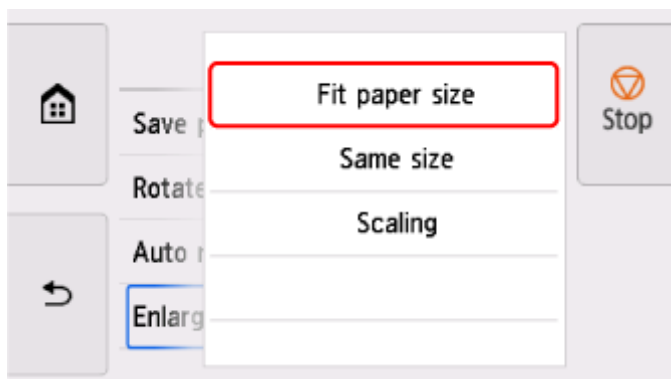 Fit paper size
Same size
Scaling
Save
Rotate
Auto
Enlarg
Stop